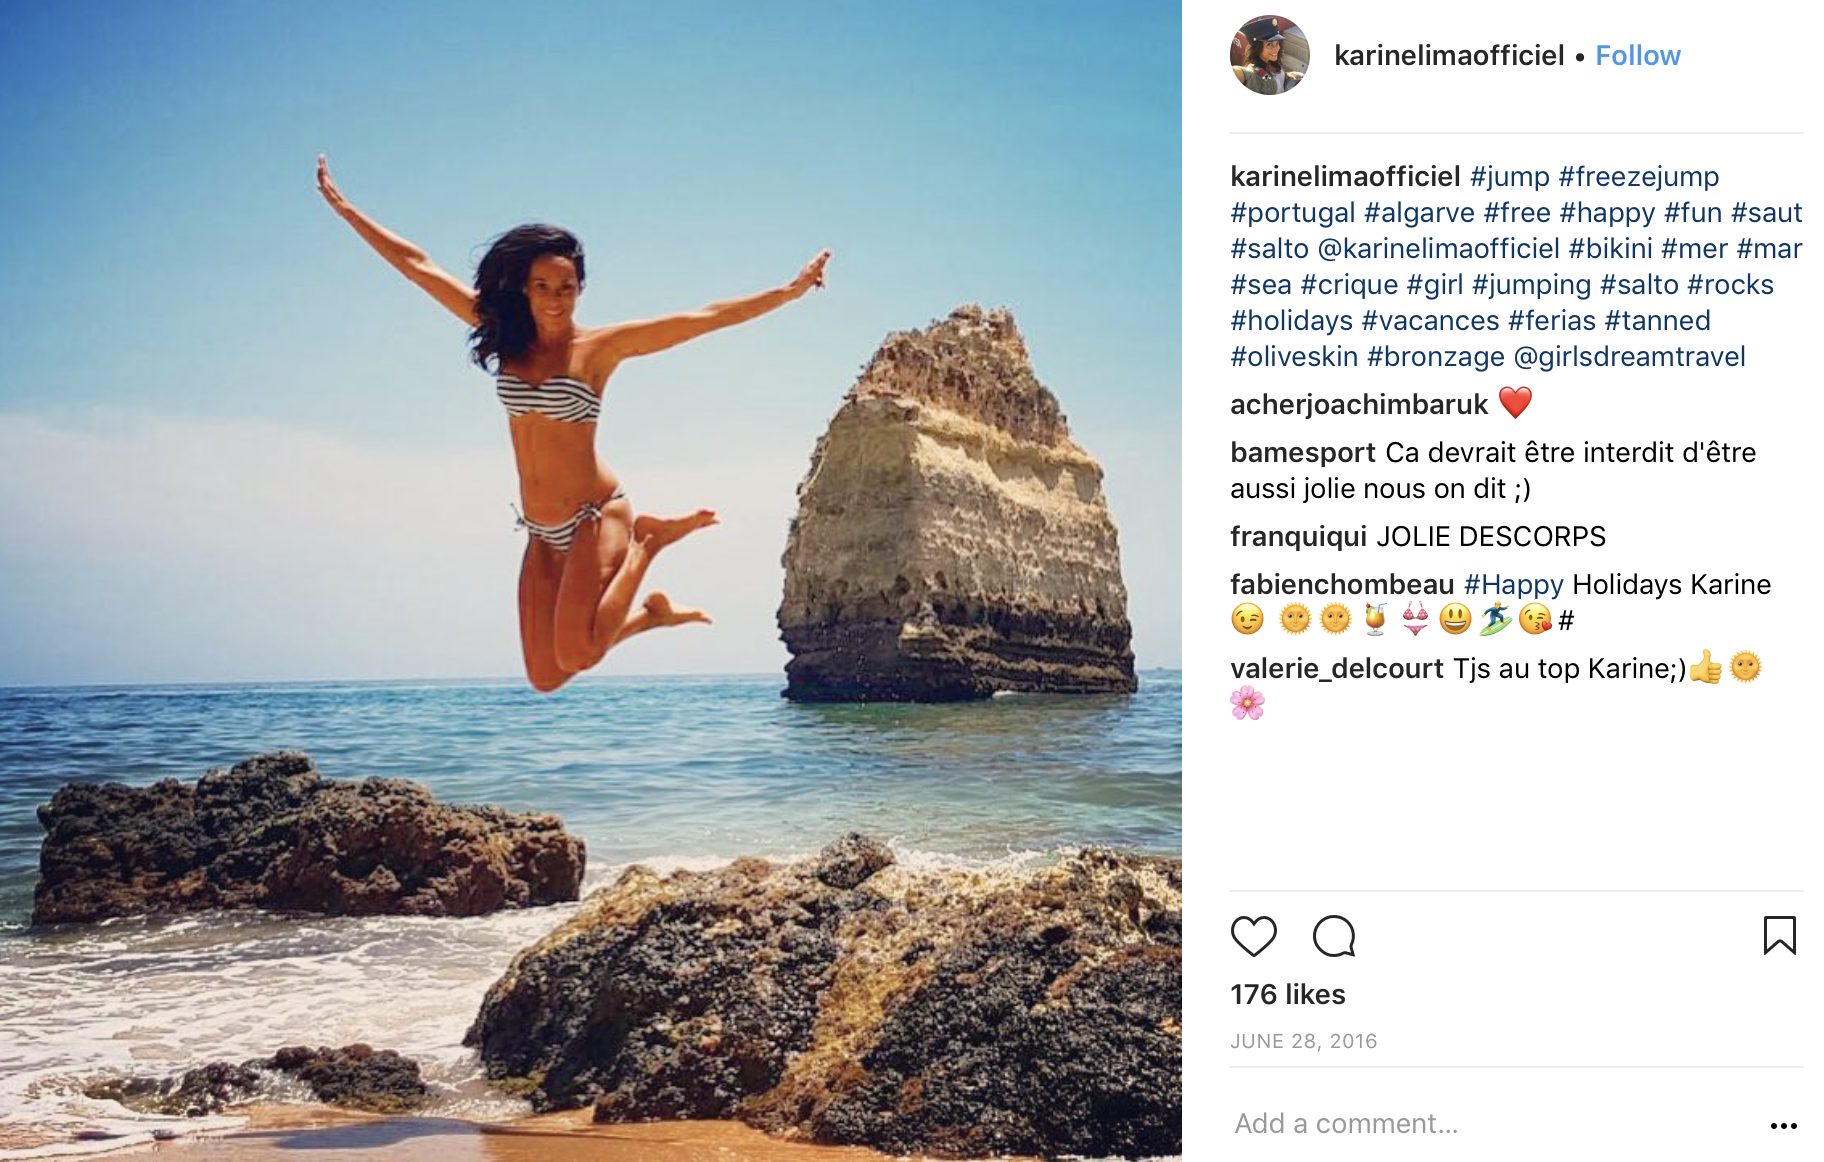 karinelimaofficiel • Follow
karinelimaofficiel #jump #freezejump
#portugal #algarve #free #happy #fun #saut
#salto @karinelimaofficiel #bikini #mer #mar
#sea #crique #girl #jumping #salto #rocks
#holidays #vacances #ferias #tanned
#oliveskin #bronzage @girlsdreamtravel
acherjoachimbaruk ❤️
bamesport Ca devrait être interdit d'être
aussi jolie nous on dit ;)
franquiqui JOLIE DESCORPS
fabienchombeau #Happy Holidays Karine
😉 🌞🌞🍹👙😃🏄😘#
valerie_delcourt Tjs au top Karine;)👍🌞
🌸
176 likes
JUNE 28, 2016
Add a comment...